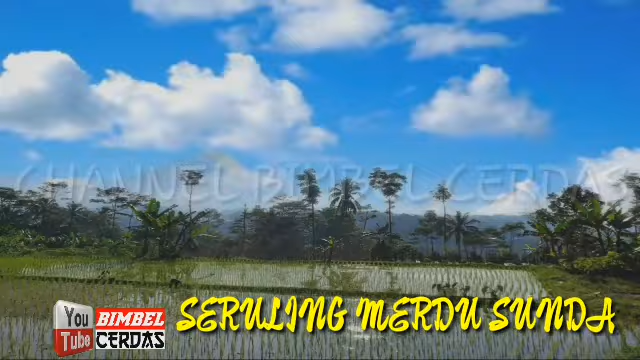 CHANNEL BIMBEL CERDAS
You Tube
BIMBEL
CERDAS
SERULING MERDU SUNDA